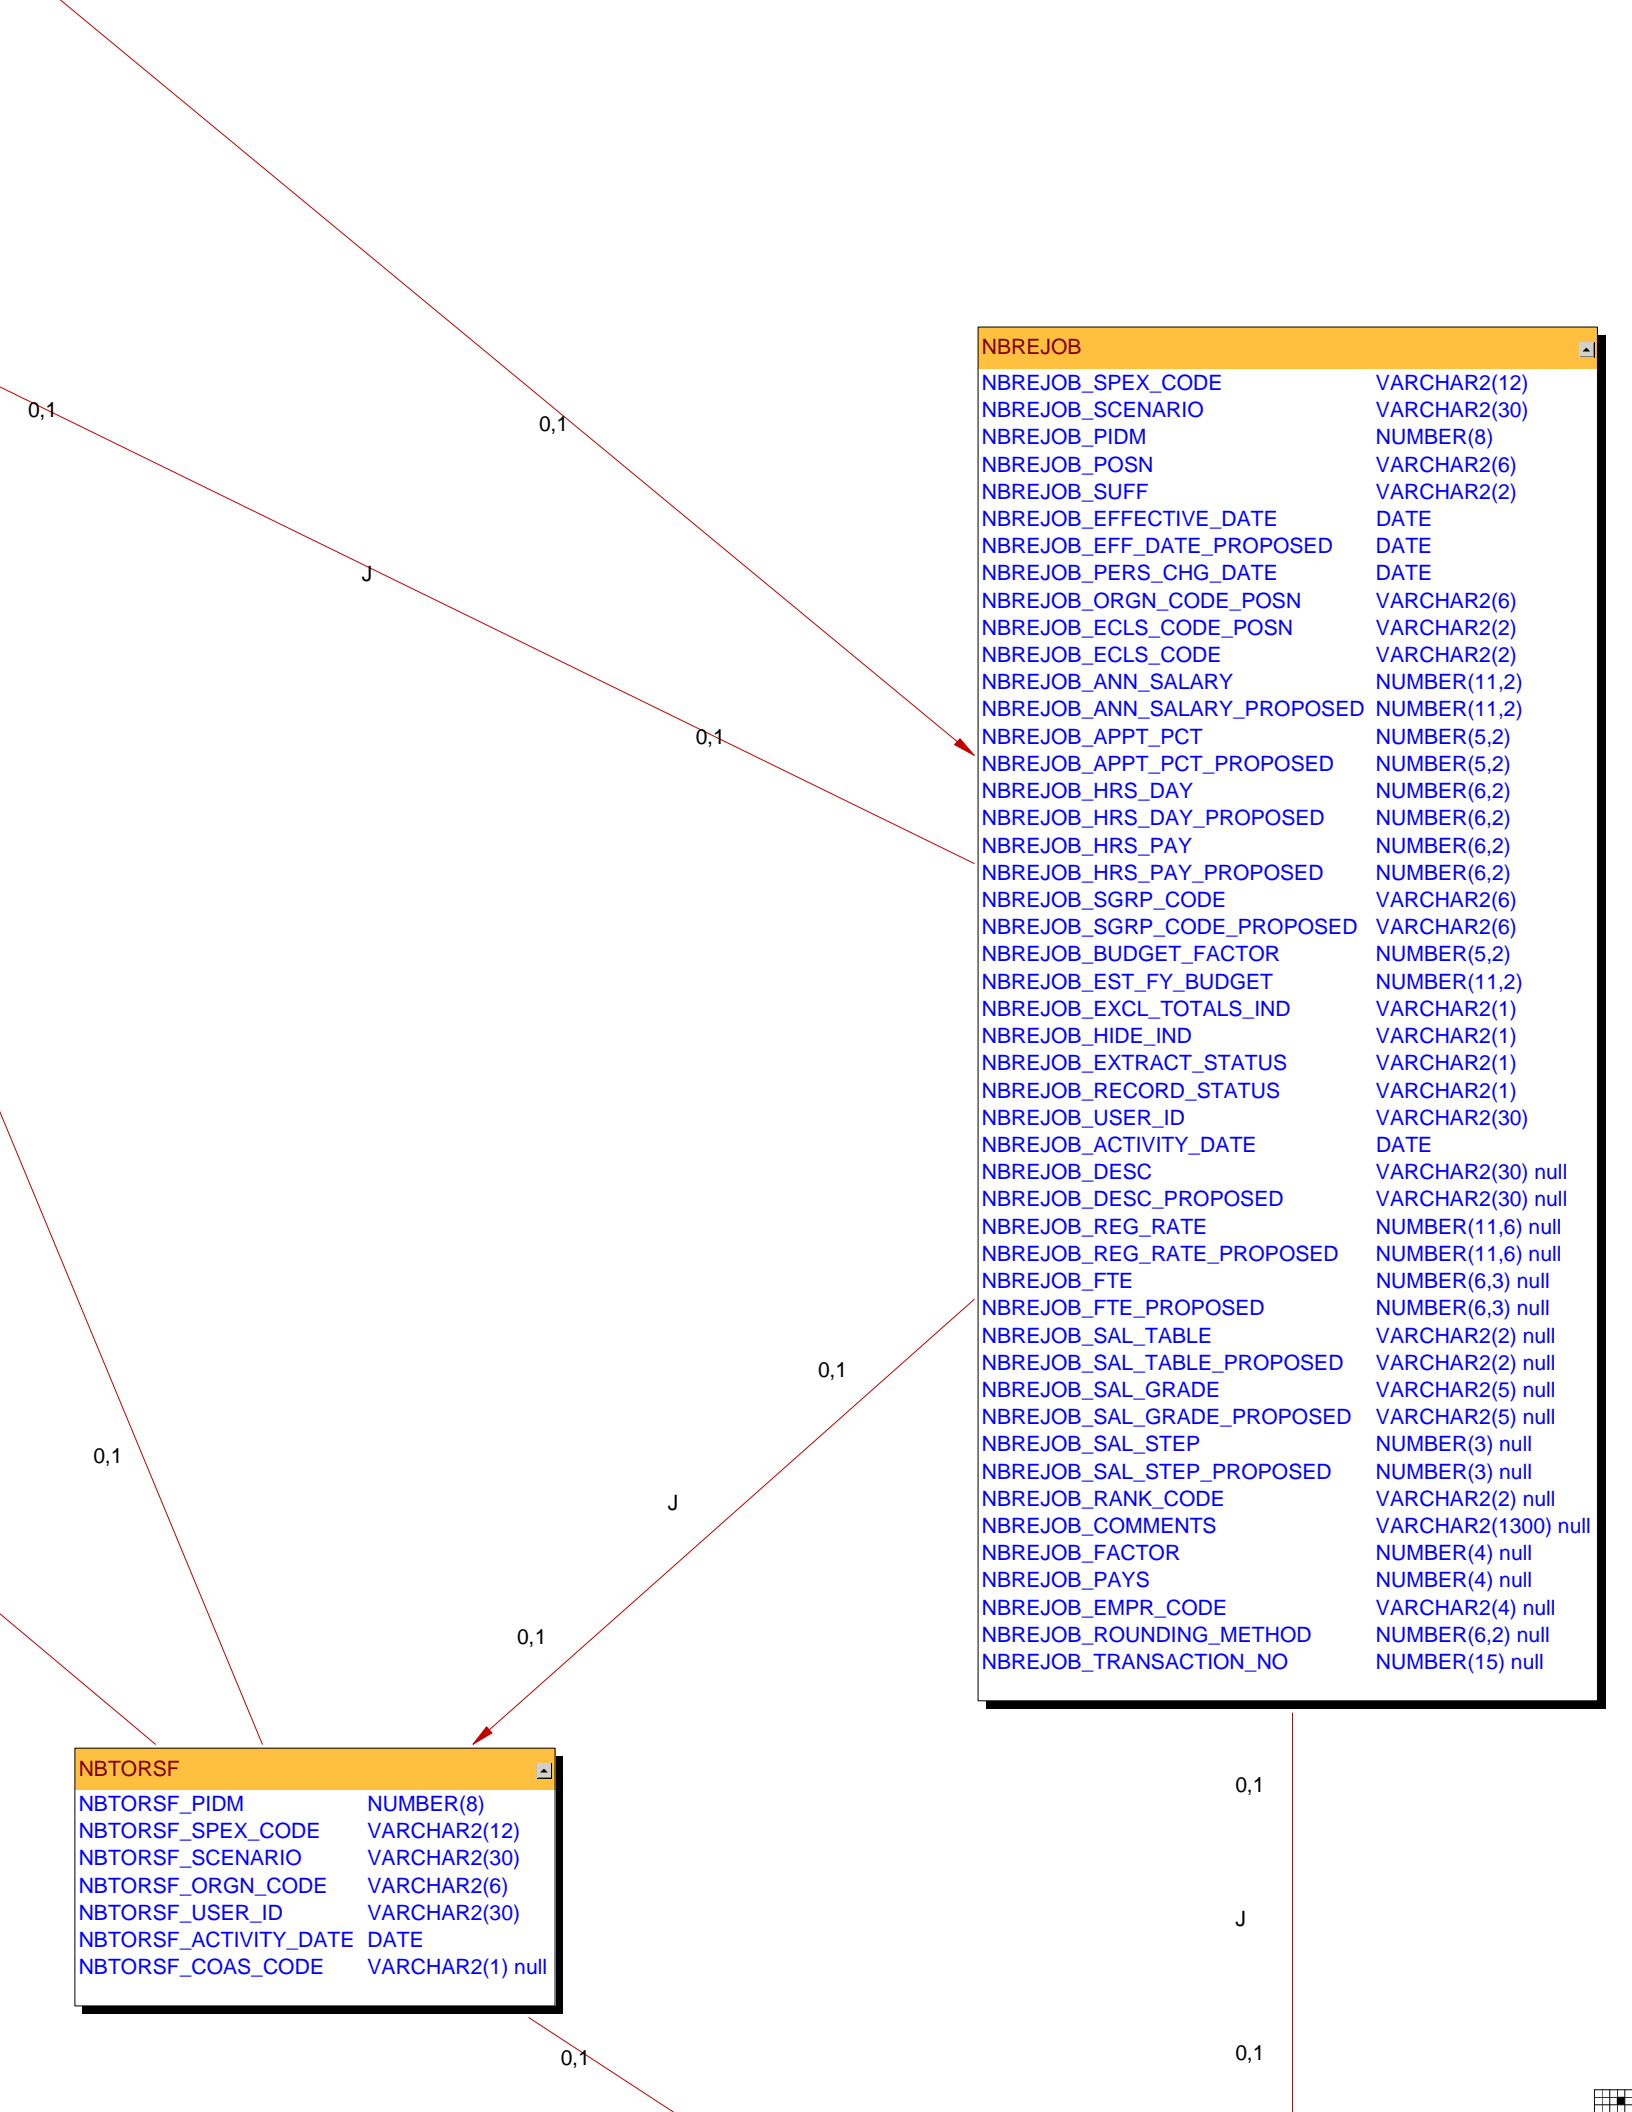 NBREJOB
NBREJOB_SPEX_CODE VARCHAR2(12)
NBREJOB_SCENARIO VARCHAR2(30)
NBREJOB_PIDM NUMBER(8)
NBREJOB_POSN VARCHAR2(6)
NBREJOB_SUFF VARCHAR2(2)
NBREJOB_EFFECTIVE_DATE DATE
NBREJOB_EFF_DATE_PROPOSED DATE
NBREJOB_PERS_CHG_DATE DATE
NBREJOB_ORGN_CODE_POSN VARCHAR2(6)
NBREJOB_ECLS_CODE_POSN VARCHAR2(2)
NBREJOB_ECLS_CODE VARCHAR2(2)
NBREJOB_ANN_SALARY NUMBER(11,2)
NBREJOB_ANN_SALARY_PROPOSED NUMBER(11,2)
NBREJOB_APPT_PCT NUMBER(5,2)
NBREJOB_APPT_PCT_PROPOSED NUMBER(5,2)
NBREJOB_HRS_DAY NUMBER(6,2)
NBREJOB_HRS_DAY_PROPOSED NUMBER(6,2)
NBREJOB_HRS_PAY NUMBER(6,2)
NBREJOB_HRS_PAY_PROPOSED NUMBER(6,2)
NBREJOB_SGRP_CODE VARCHAR2(6)
NBREJOB_SGRP_CODE_PROPOSED VARCHAR2(6)
NBREJOB_BUDGET_FACTOR NUMBER(5,2)
NBREJOB_EST_FY_BUDGET NUMBER(11,2)
NBREJOB_EXCL_TOTALS_IND VARCHAR2(1)
NBREJOB_HIDE_IND VARCHAR2(1)
NBREJOB_EXTRACT_STATUS VARCHAR2(1)
NBREJOB_RECORD_STATUS VARCHAR2(1)
NBREJOB_USER_ID VARCHAR2(30)
NBREJOB_ACTIVITY_DATE DATE
NBREJOB_DESC VARCHAR2(30) null
NBREJOB_DESC_PROPOSED VARCHAR2(30) null
NBREJOB_REG_RATE NUMBER(11,6) null
NBREJOB_REG_RATE_PROPOSED NUMBER(11,6) null
NBREJOB_FTE NUMBER(6,3) null
NBREJOB_FTE_PROPOSED NUMBER(6,3) null
NBREJOB_SAL_TABLE VARCHAR2(2) null
NBREJOB_SAL_TABLE_PROPOSED VARCHAR2(2) null
NBREJOB_SAL_GRADE VARCHAR2(5) null
NBREJOB_SAL_GRADE_PROPOSED VARCHAR2(5) null
NBREJOB_SAL_STEP NUMBER(3) null
NBREJOB_SAL_STEP_PROPOSED NUMBER(3) null
NBREJOB_RANK_CODE VARCHAR2(2) null
NBREJOB_COMMENTS VARCHAR2(1300) null
NBREJOB_FACTOR NUMBER(4) null
NBREJOB_PAYS NUMBER(4) null
NBREJOB_EMPR_CODE VARCHAR2(4) null
NBREJOB_ROUNDING_METHOD NUMBER(6,2) null
NBREJOB_TRANSACTION_NO NUMBER(15) null
0,1
0,1
J
0,1
0,1
0,1
J
0,1
NBTORSF
NBTORSF_PIDM NUMBER(8)
NBTORSF_SPEX_CODE VARCHAR2(12)
NBTORSF_SCENARIO VARCHAR2(30)
NBTORSF_ORGN_CODE VARCHAR2(6)
NBTORSF_USER_ID VARCHAR2(30)
NBTORSF_ACTIVITY_DATE DATE
NBTORSF_COAS_CODE VARCHAR2(1) null
0,1
0,1
J
0,1